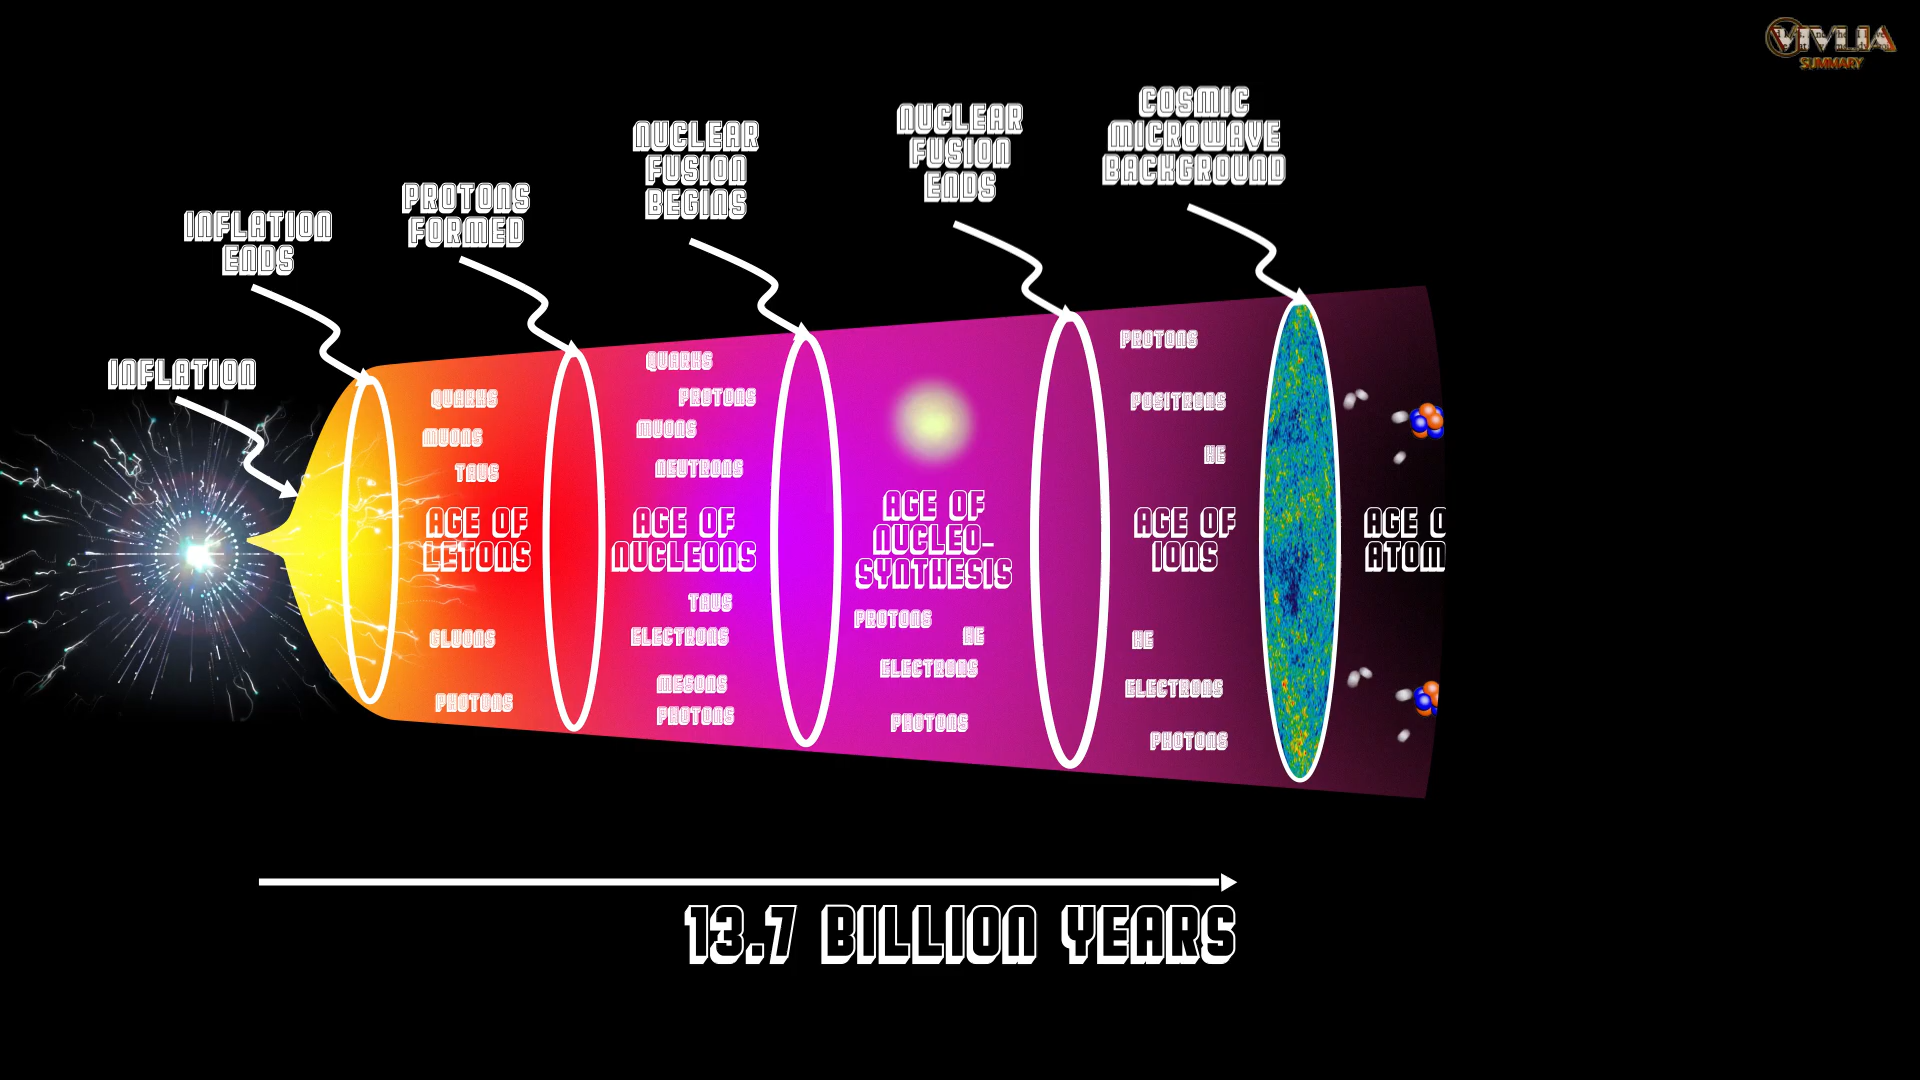 VIVLIA
SUMMARY
COSMIC
MICROWAVE
BACKGROUND
NUCLEAR
FUSION
ENDS
NUCLEAR
FUSION
BEGINS
PROTONS
FORMED
INFLATION
ENDS
INFLATION
QUARKS
MUONS
TAUS
AGE OF
LETONS
GLUONS
PHOTONS
QUARKS
PROTONS
MUONS
NEUTRONS
AGE OF
NUCLEONS
TAUS
ELECTRONS
MESONS
PHOTONS
AGE OF
NUCLEO-
SYNTHESIS
PROTONS
HE
ELECTRONS
PHOTONS
PROTONS
POSITRONS
HE
AGE OF
IONS
HE
ELECTRONS
PHOTONS
AGE O
ATOM
13.7 BILLION YEARS